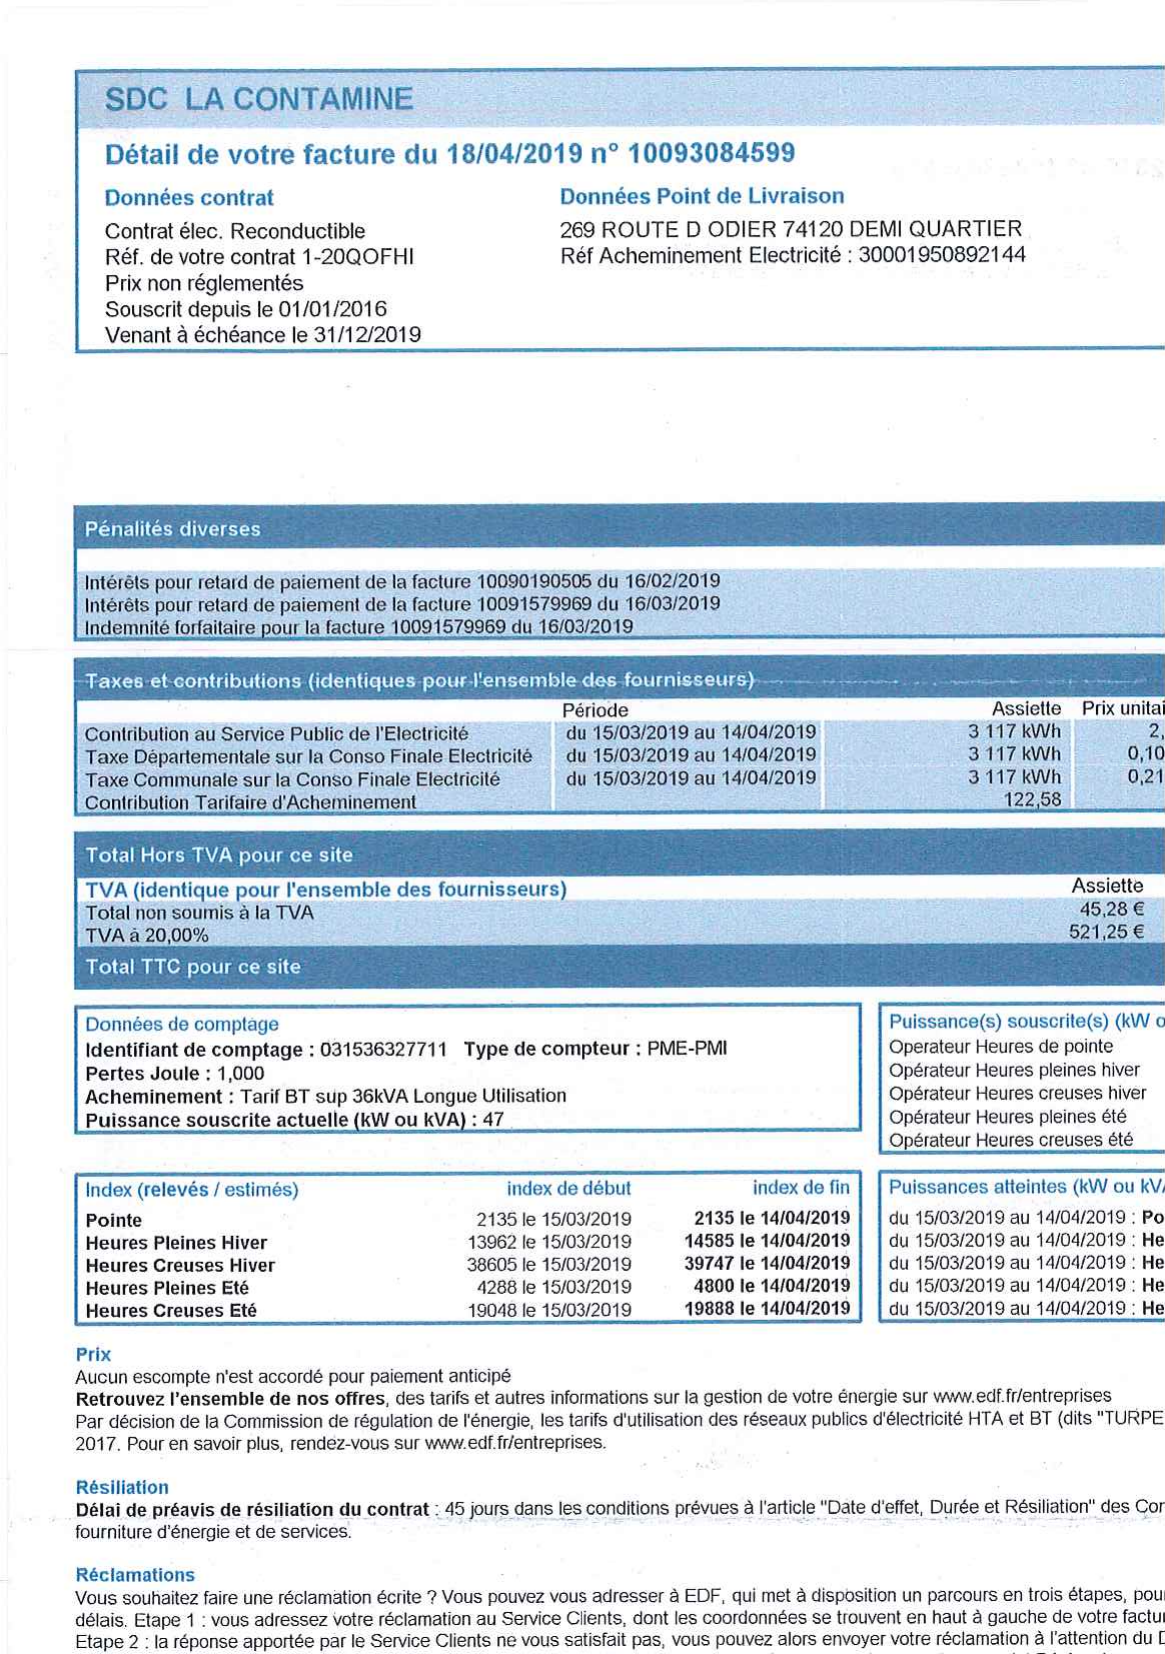 SDC LA CONTAMINE
Détail de votre facture du 18/04/2019 n° 10093084599
Données contrat
Contrat élec. Reconductible
Réf. de votre contrat 1-20QOFHI
Prix non réglementés
Souscrit depuis le 01/01/2016
Venant à échéance le 31/12/2019
Données Point de Livraison
269 ROUTE D ODIER 74120 DEMI QUARTIER
Réf Acheminement Electricité : 30001950892144
Pénalités diverses
Intérêts pour retard de paiement de la facture 10090190505 du 16/02/2019
Intérêts pour retard de paiement de la facture 10091579969 du 16/03/2019
Indemnité forfaitaire pour la facture 10091579969 du 16/03/2019
Taxes et contributions (identiques pour l'ensemble des fournisseurs)
Période Assiette Prix unitai
Contribution au Service Public de l'Electricité du 15/03/2019 au 14/04/2019 3 117 kWh 2,
Taxe Départementale sur la Conso Finale Electricité du 15/03/2019 au 14/04/2019 3 117 kWh 0,10
Taxe Communale sur la Conso Finale Electricité du 15/03/2019 au 14/04/2019 3 117 kWh 0,21
Contribution Tarifaire d'Acheminement 122,58
Total Hors TVA pour ce site
TVA (identique pour l'ensemble des fournisseurs) Assiette
Total non soumis à la TVA 45,28 €
TVA à 20,00% 521,25 €
Total TTC pour ce site
Données de comptage
Identifiant de comptage : 031536327711 Type de compteur : PME-PMI
Pertes Joule : 1,000
Acheminement : Tarif BT sup 36kVA Longue Utilisation
Puissance souscrite actuelle (kW ou kVA) : 47
Puissance(s) souscrite(s) (kW o
Operateur Heures de pointe
Opérateur Heures pleines hiver
Opérateur Heures creuses hiver
Opérateur Heures pleines été
Opérateur Heures creuses été
Index (relevés / estimés) index de début index de fin
Pointe 2135 le 15/03/2019 2135 le 14/04/2019
Heures Pleines Hiver 13962 le 15/03/2019 14585 le 14/04/2019
Heures Creuses Hiver 38605 le 15/03/2019 39747 le 14/04/2019
Heures Pleines Eté 4288 le 15/03/2019 4800 le 14/04/2019
Heures Creuses Eté 19048 le 15/03/2019 19888 le 14/04/2019
Puissances atteintes (kW ou kVA
du 15/03/2019 au 14/04/2019 : Po
du 15/03/2019 au 14/04/2019 : He
du 15/03/2019 au 14/04/2019 : He
du 15/03/2019 au 14/04/2019 : He
du 15/03/2019 au 14/04/2019 : He
Prix
Aucun escompte n'est accordé pour paiement anticipé
Retrouvez l'ensemble de nos offres, des tarifs et autres informations sur la gestion de votre énergie sur www.edf.fr/entreprises
Par décision de la Commission de régulation de l'énergie, les tarifs d'utilisation des réseaux publics d'électricité HTA et BT (dits "TURPE
2017. Pour en savoir plus, rendez-vous sur www.edf.fr/entreprises.
Résiliation
Délai de préavis de résiliation du contrat : 45 jours dans les conditions prévues à l'article "Date d'effet, Durée et Résiliation" des Con
fourniture d'énergie et de services.
Réclamations
Vous souhaitez faire une réclamation écrite ? Vous pouvez vous adresser à EDF, qui met à disposition un parcours en trois étapes, pour
délais. Etape 1 : vous adressez votre réclamation au Service Clients, dont les coordonnées se trouvent en haut à gauche de votre factur
Etape 2 : la réponse apportée par le Service Clients ne vous satisfait pas, vous pouvez alors envoyer votre réclamation à l'attention du D